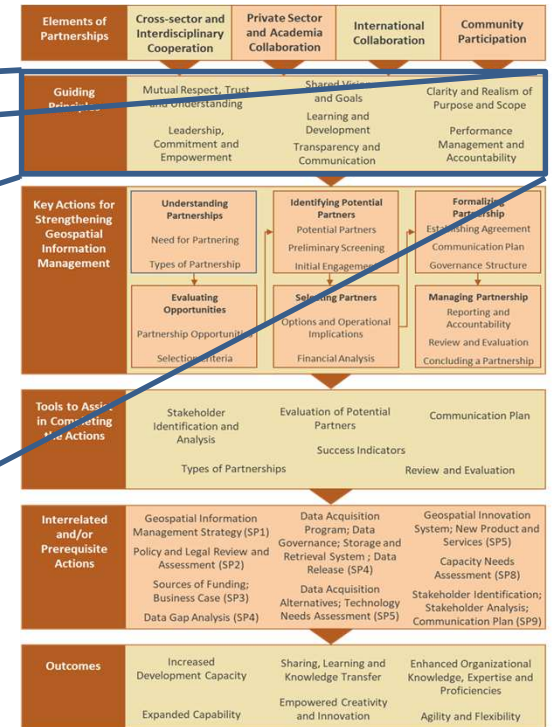 Elements of
Partnerships
Cross-sector and
Interdisciplinary
Cooperation
Private Sector
and Academia
Collaboration
International
Collaboration
Community
Participation
Guiding
Principles
Mutual Respect, Trust
and Understanding
Leadership,
Commitment and
Empowerment
Shared Vision
and Goals
Learning and
Development
Transparency and
Communication
Clarity and Realism of
Purpose and Scope
Performance
Management and
Accountability
Key Actions for
Strengthening
Geospatial
Information
Management
Understanding
Partnerships
Need for Partnering
Types of Partnership
Evaluating
Opportunities
Partnership Opportunities
Selection Criteria
Identifying Potential
Partners
Potential Partners
Preliminary Screening
Initial Engagement
Selecting Partners
Options and Operational
Implications
Financial Analysis
Formalizing
Partnership
Establishing Agreement
Communication Plan
Governance Structure
Managing Partnership
Reporting and
Accountability
Review and Evaluation
Concluding a Partnership
Tools to Assist
in Completing
the Actions
Stakeholder
Identification and
Analysis
Evaluation of Potential
Partners
Communication Plan
Success Indicators
Types of Partnerships
Review and Evaluation
Interrelated
and/or
Prerequisite
Actions
Geospatial Information
Management Strategy (SP1)
Policy and Legal Review and
Assessment (SP2)
Sources of Funding;
Business Case (SP3)
Data Gap Analysis (SP4)
Data Acquisition
Program; Data
Governance; Storage and
Retrieval System ; Data
Release (SP4)
Data Acquisition
Alternatives; Technology
Needs Assessment (SP5)
Geospatial Innovation
System; New Product and
Services (SP5)
Capacity Needs
Assessment (SP8)
Stakeholder Identification;
Stakeholder Analysis;
Communication Plan (SP9)
Outcomes
Increased
Development Capacity
Expanded Capability
Sharing, Learning and
Knowledge Transfer
Empowered Creativity
and Innovation
Enhanced Organizational
Knowledge, Expertise and
Proficiencies
Agility and Flexibility